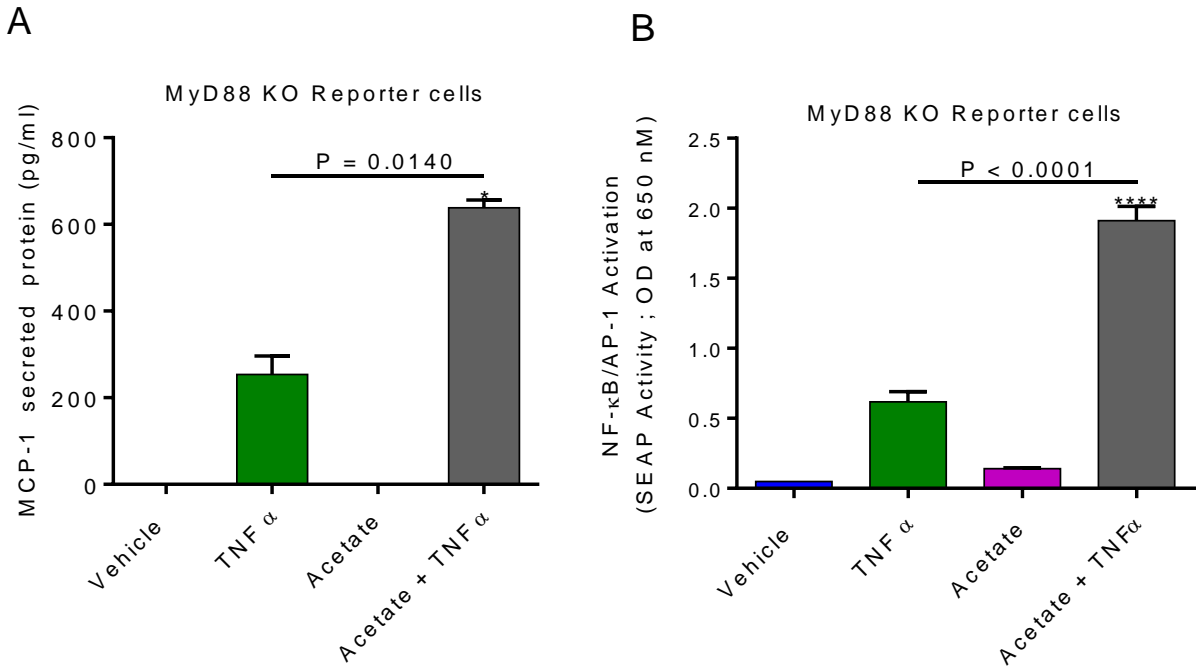 A
MyD88 KO Reporter cells
MCP-1 secreted protein (pg/ml)
800
600
400
200
0
P = 0.0140
*
Vehicle
TNF α
Acetate
Acetate + TNF α
B
MyD88 KO Reporter cells
NF-κB/AP-1 Activation
(SEAP Activity ; OD at 650 nM)
2.5
2.0
1.5
1.0
0.5
0.0
P < 0.0001
****
Vehicle
TNF α
Acetate
Acetate + TNFα